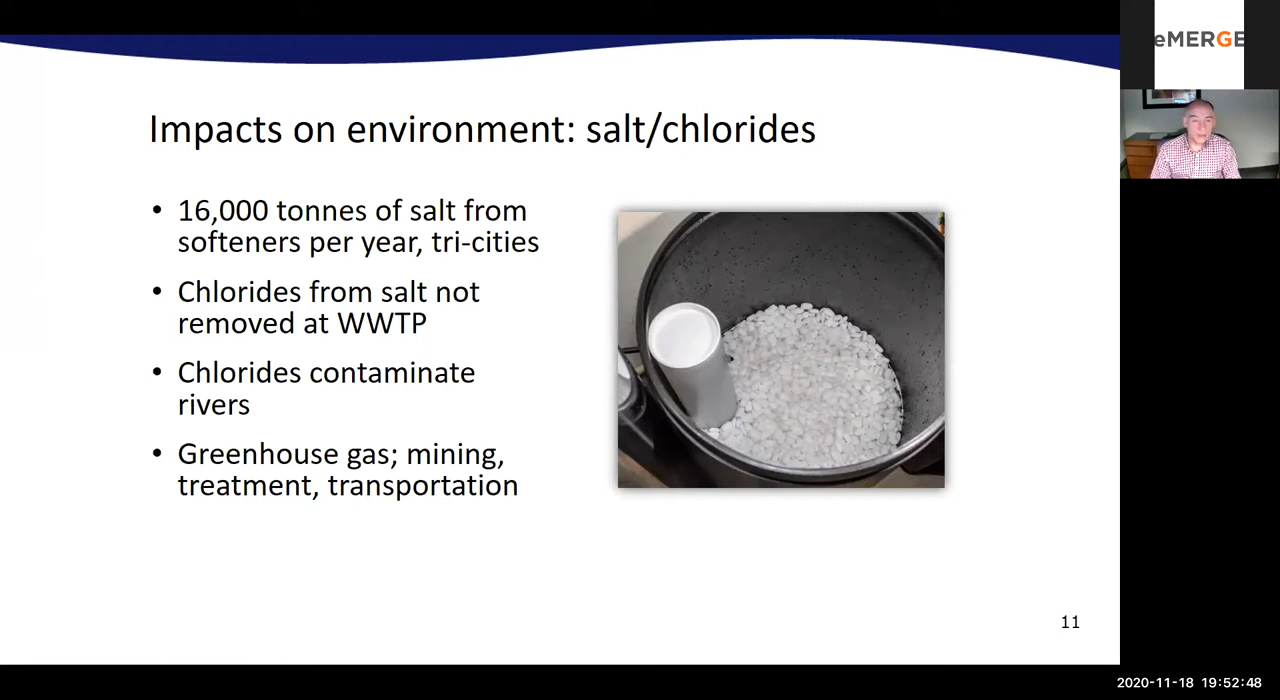 Impacts on environment: salt/chlorides
• 16,000 tonnes of salt from
softeners per year, tri-cities
• Chlorides from salt not
removed at WWTP
• Chlorides contaminate
rivers
• Greenhouse gas; mining,
treatment, transportation
11
eMERGE
2020-11-18 19:52:48